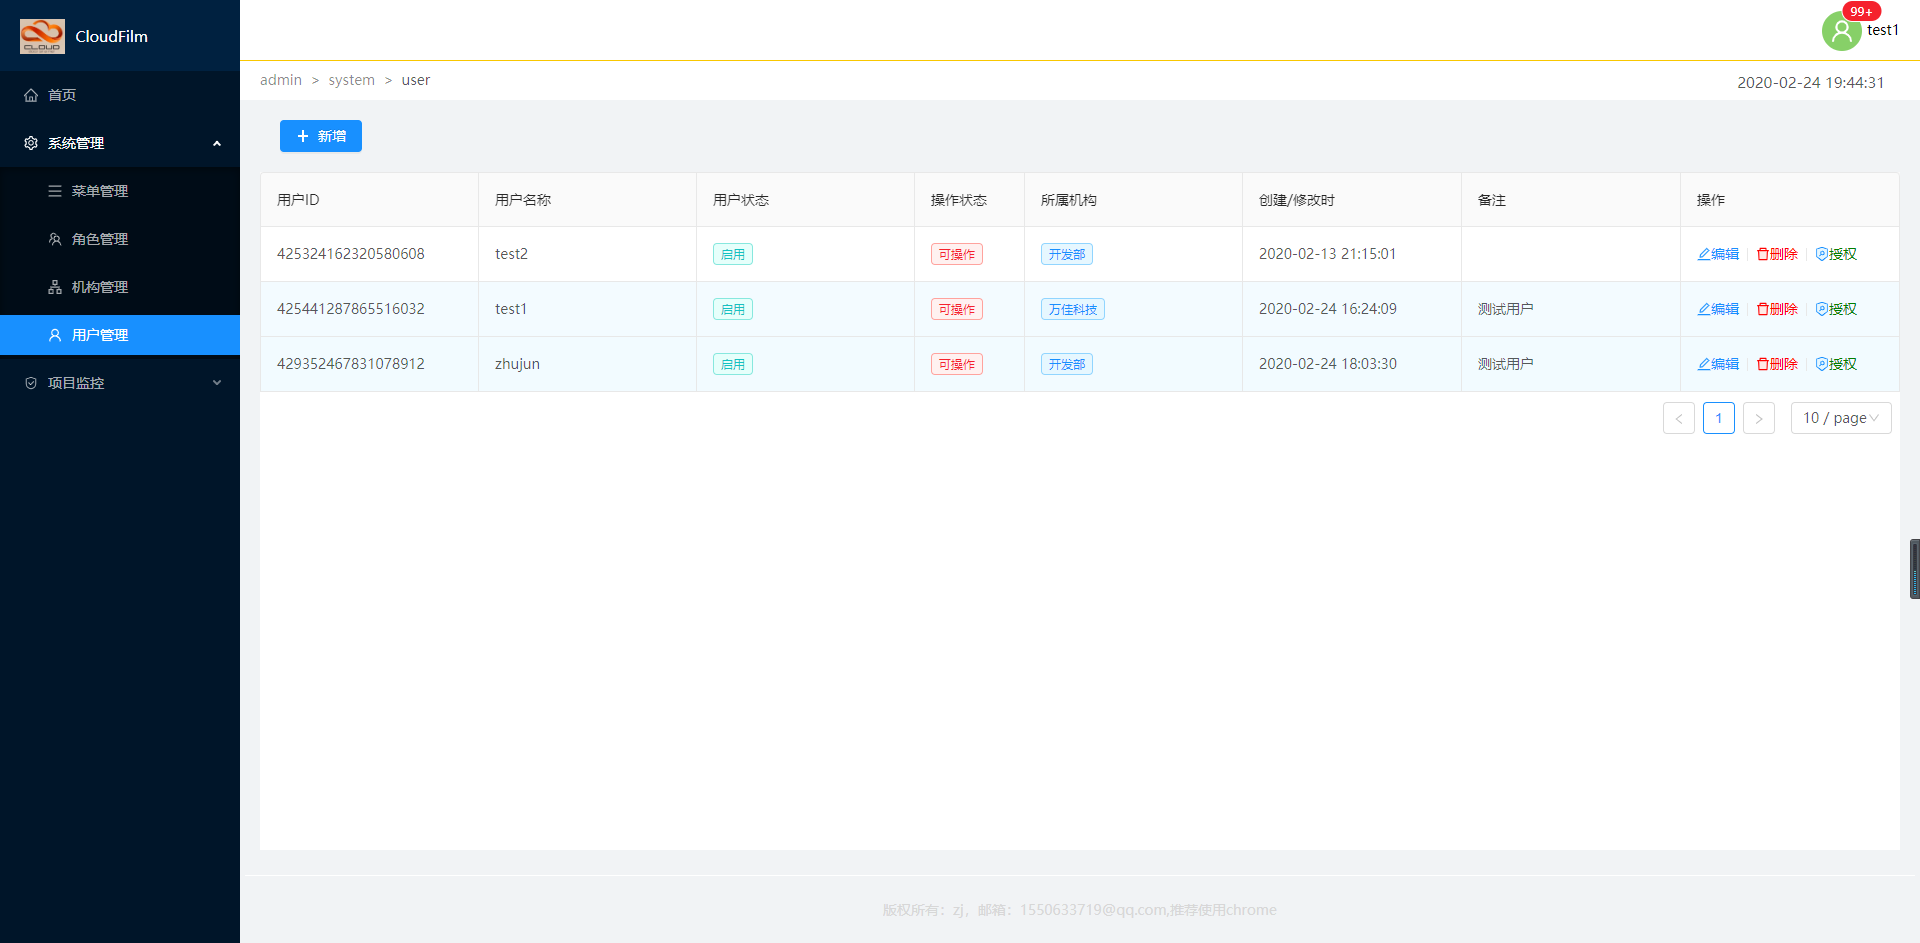 CLOUD
CloudFilm
99+
test1
首页
系统管理
菜单管理
角色管理
机构管理
用户管理
项目监控
admin > system > user
2020-02-24 19:44:31
新增
用户ID 用户名称 用户状态 操作状态 所属机构 创建/修改时 备注 操作
425324162320580608 test2 启用 可操作 开发部 2020-02-13 21:15:01 编辑 删除 授权
425441287865516032 test1 启用 可操作 万佳科技 2020-02-24 16:24:09 测试用户 编辑 删除 授权
429352467831078912 zhujun 启用 可操作 开发部 2020-02-24 18:03:30 测试用户 编辑 删除 授权
< 1 > 10 / page
版权所有：zj，邮箱：1550633719@qq.com,推荐使用chrome